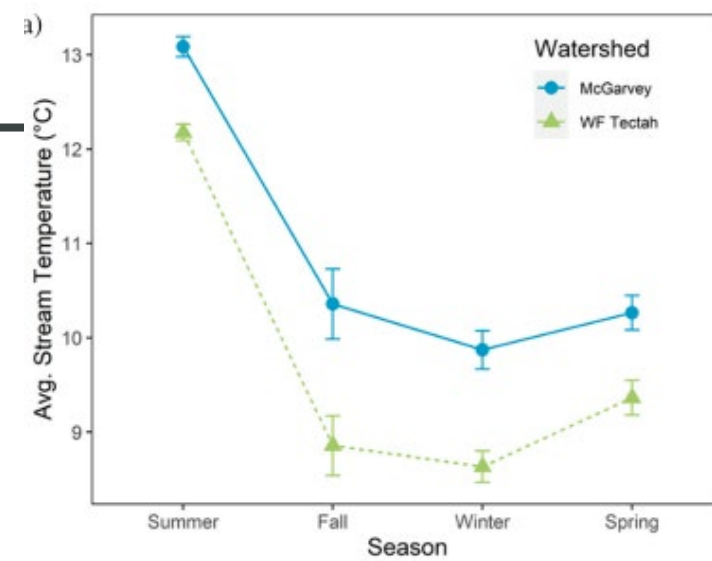 a)
Avg. Stream Temperature (°C)
13
12
11
10
9
Watershed
McGarvey
WF Tectah
Summer Fall Winter Spring
Season